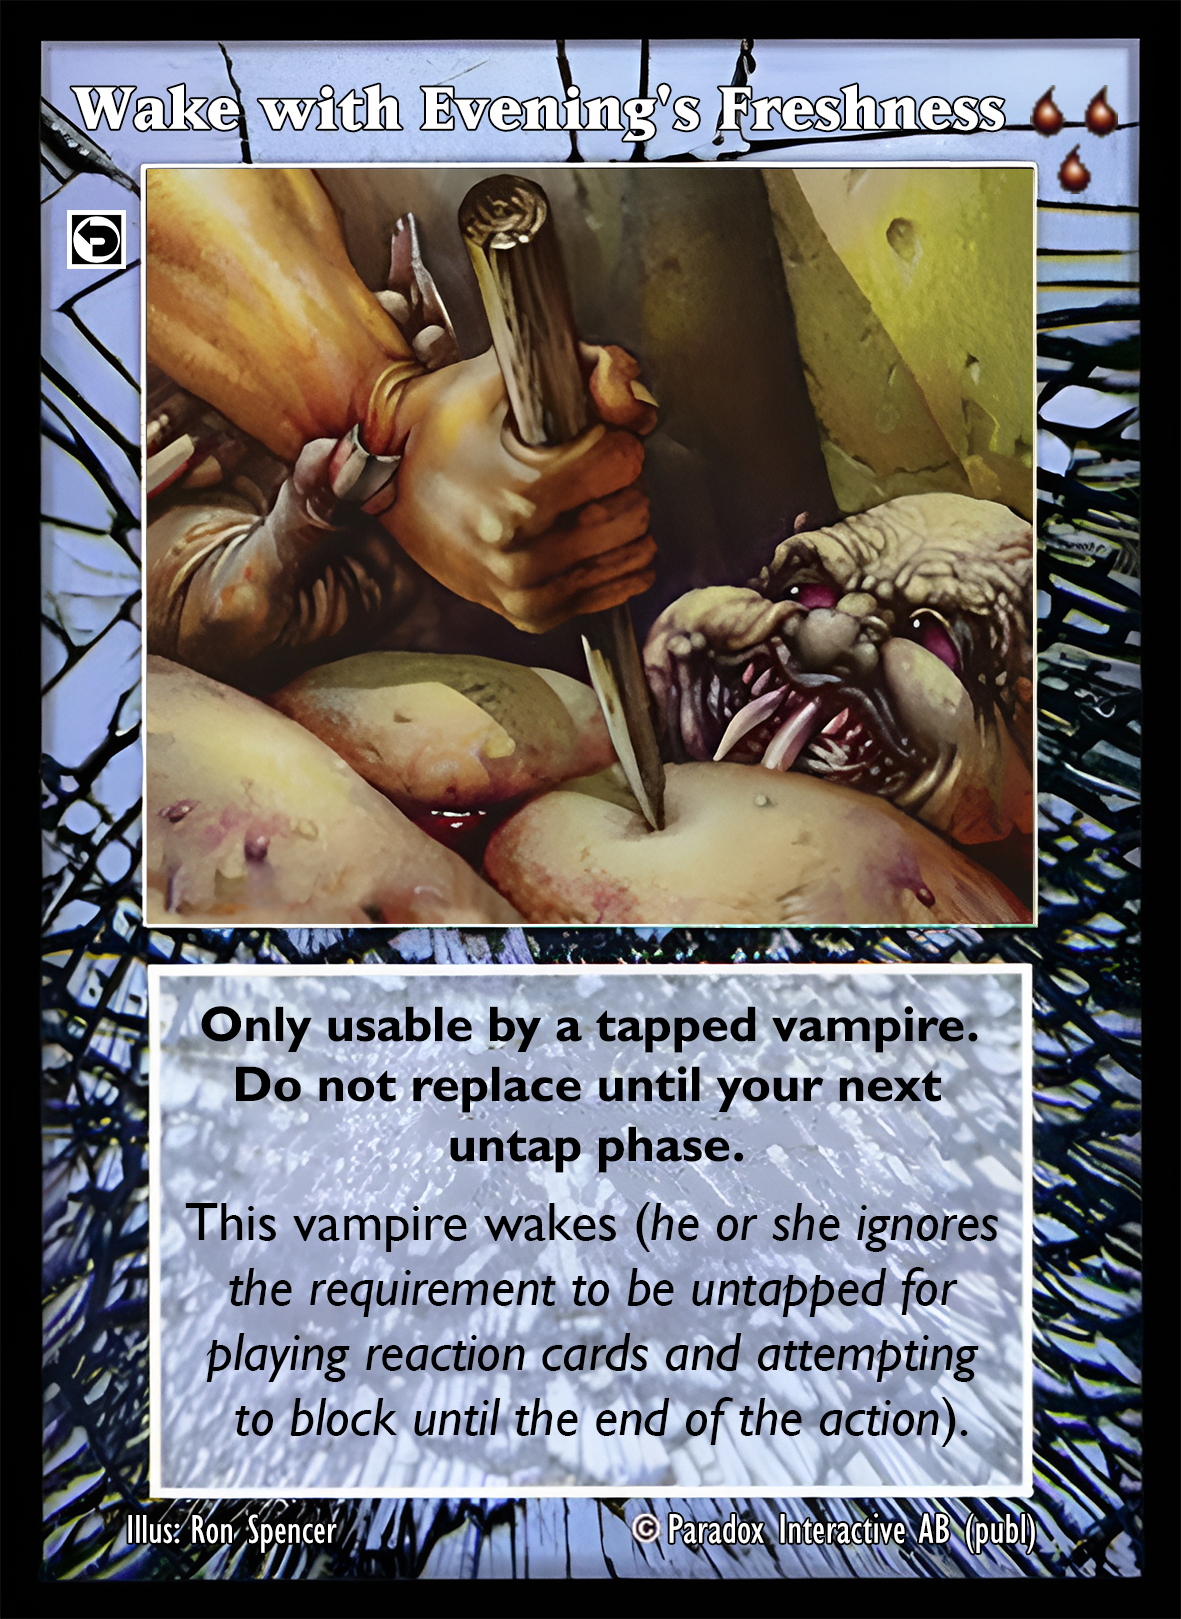 Wake with Evening's Freshness
Only usable by a tapped vampire.
Do not replace until your next
untap phase.
This vampire wakes (he or she ignores
the requirement to be untapped for
playing reaction cards and attempting
to block until the end of the action).
Illus: Ron Spencer © Paradox Interactive AB (publ)